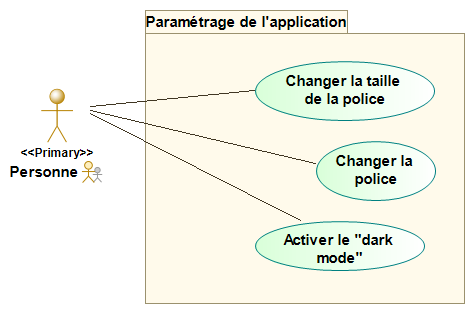 Paramétrage de l'application
Changer la taille
de la police
<<Primary>>
Personne
Changer la
police
Activer le "dark
mode"